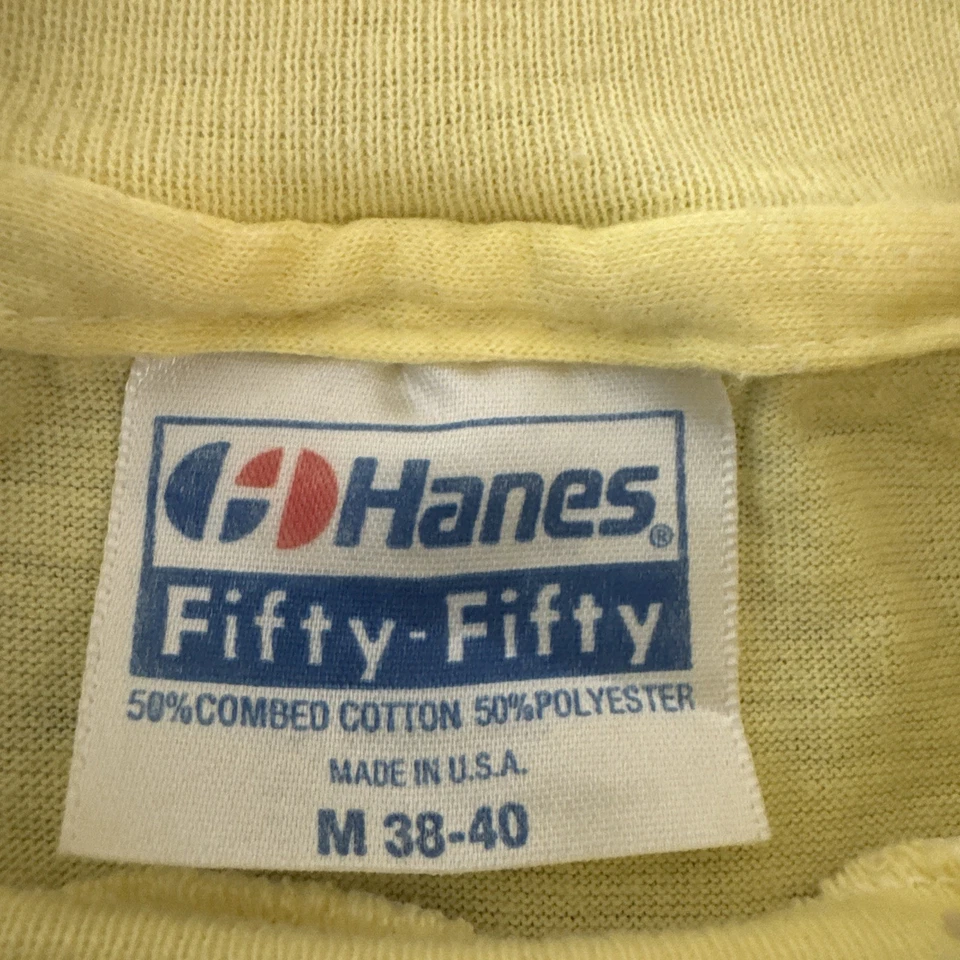 Hanes®
Fifty-Fifty
50%COMBED COTTON 50%POLYESTER
MADE IN U.S.A.
M 38-40